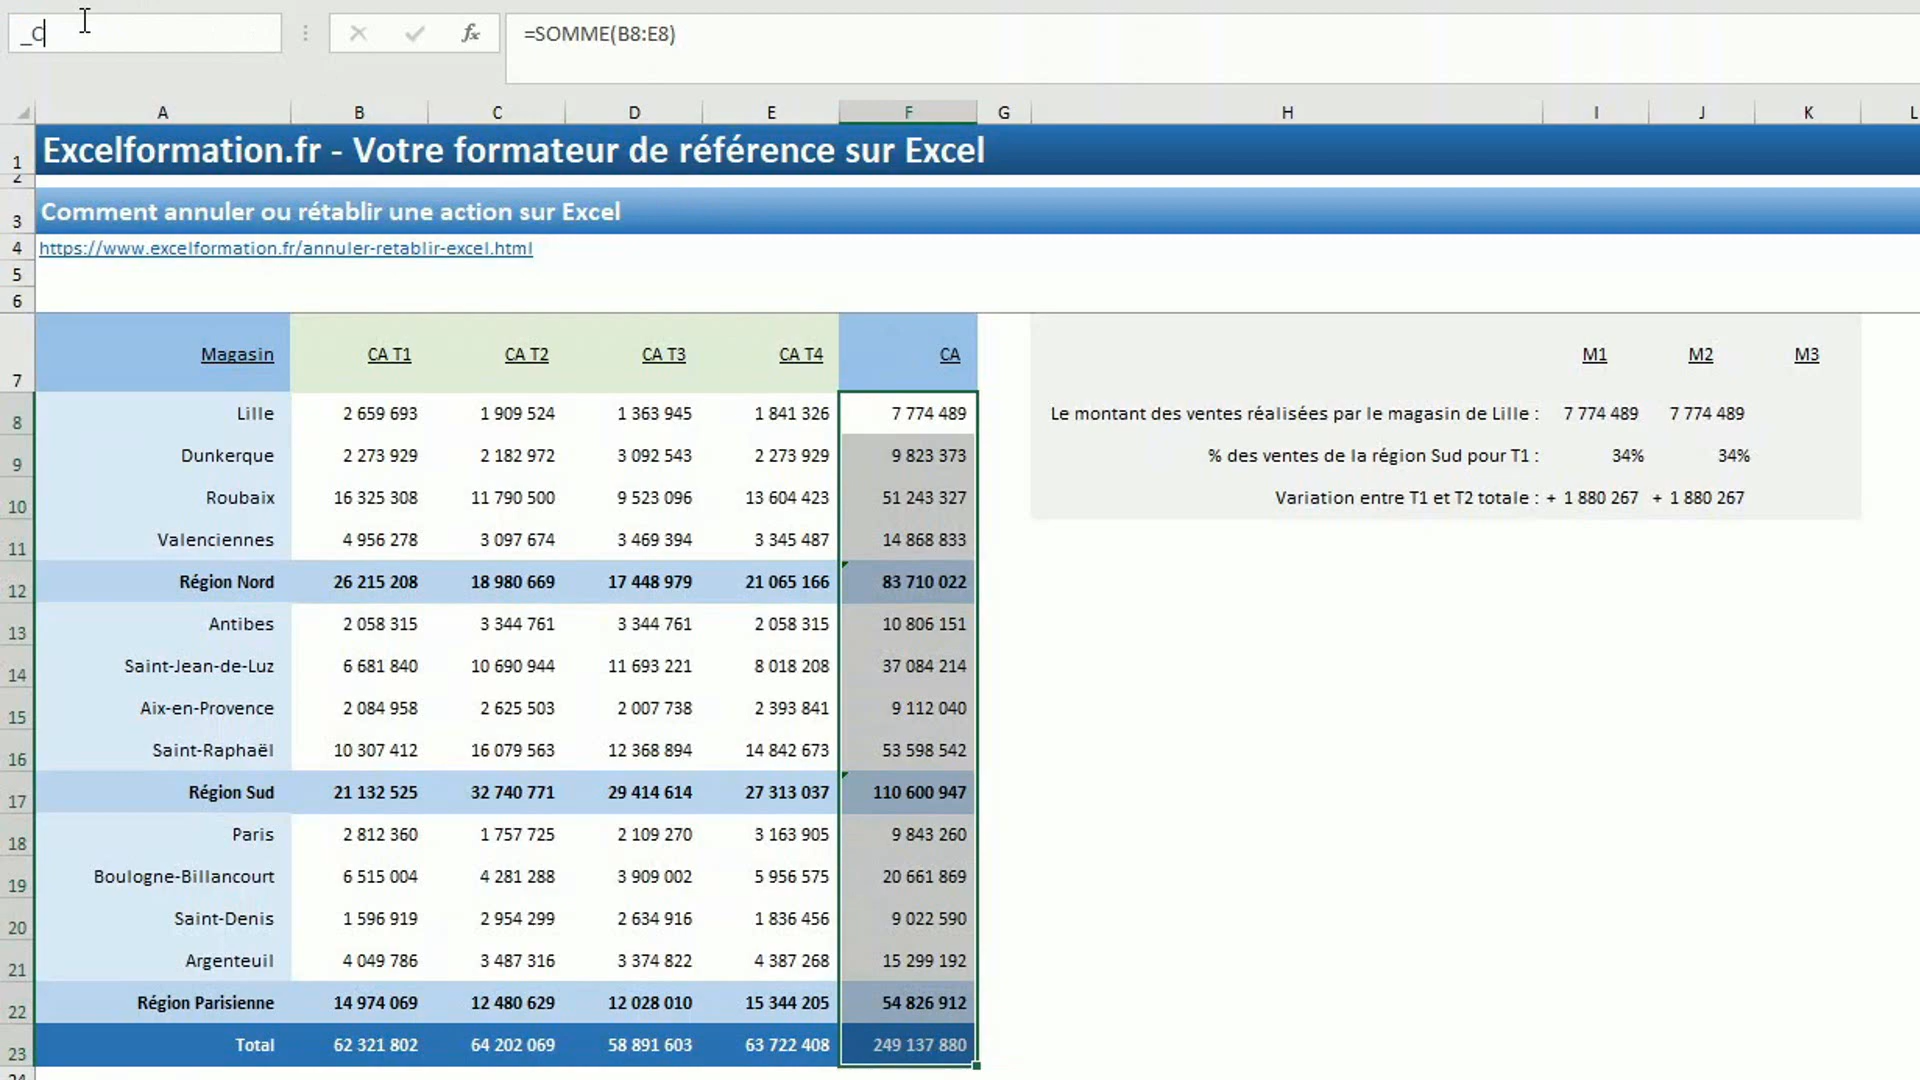 _C
fx
=SOMME(B8:E8)
A B C D E F G H I J K L
1 Excelformation.fr - Votre formateur de référence sur Excel
2
3 Comment annuler ou rétablir une action sur Excel
4 https://www.excelformation.fr/annuler-retablir-excel.html
5
6
7 Magasin CA T1 CA T2 CA T3 CA T4 CA M1 M2 M3
8 Lille 2 659 693 1 909 524 1 363 945 1 841 326 7 774 489 Le montant des ventes réalisées par le magasin de Lille : 7 774 489 7 774 489
9 Dunkerque 2 273 929 2 182 972 3 092 543 2 273 929 9 823 373 % des ventes de la région Sud pour T1 : 34% 34%
10 Roubaix 16 325 308 11 790 500 9 523 096 13 604 423 51 243 327 Variation entre T1 et T2 totale : + 1 880 267 + 1 880 267
11 Valenciennes 4 956 278 3 097 674 3 469 394 3 345 487 14 868 833
12 Région Nord 26 215 208 18 980 669 17 448 979 21 065 166 83 710 022
13 Antibes 2 058 315 3 344 761 3 344 761 2 058 315 10 806 151
14 Saint-Jean-de-Luz 6 681 840 10 690 944 11 693 221 8 018 208 37 084 214
15 Aix-en-Provence 2 084 958 2 625 503 2 007 738 2 393 841 9 112 040
16 Saint-Raphaël 10 307 412 16 079 563 12 368 894 14 842 673 53 598 542
17 Région Sud 21 132 525 32 740 771 29 414 614 27 313 037 110 600 947
18 Paris 2 812 360 1 757 725 2 109 270 3 163 905 9 843 260
19 Boulogne-Billancourt 6 515 004 4 281 288 3 909 002 5 956 575 20 661 869
20 Saint-Denis 1 596 919 2 954 299 2 634 916 1 836 456 9 022 590
21 Argenteuil 4 049 786 3 487 316 3 374 822 4 387 268 15 299 192
22 Région Parisienne 14 974 069 12 480 629 12 028 010 15 344 205 54 826 912
23 Total 62 321 802 64 202 069 58 891 603 63 722 408 249 137 880
24